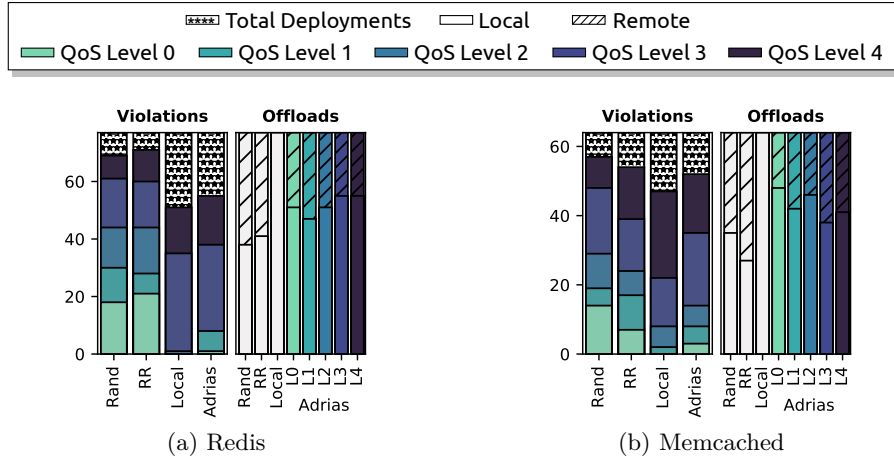 Total Deployments Local Remote
QoS Level 0 QoS Level 1 QoS Level 2 QoS Level 3 QoS Level 4
Violations Offloads Violations Offloads
60
40
20
0
60
40
20
0
Rand RR Local Adrias Rand RR Local L0 L1 L2 L3 L4 Rand RR Local Adrias Rand RR Local L0 L1 L2 L3 L4
Adrias Adrias
(a) Redis (b) Memcached